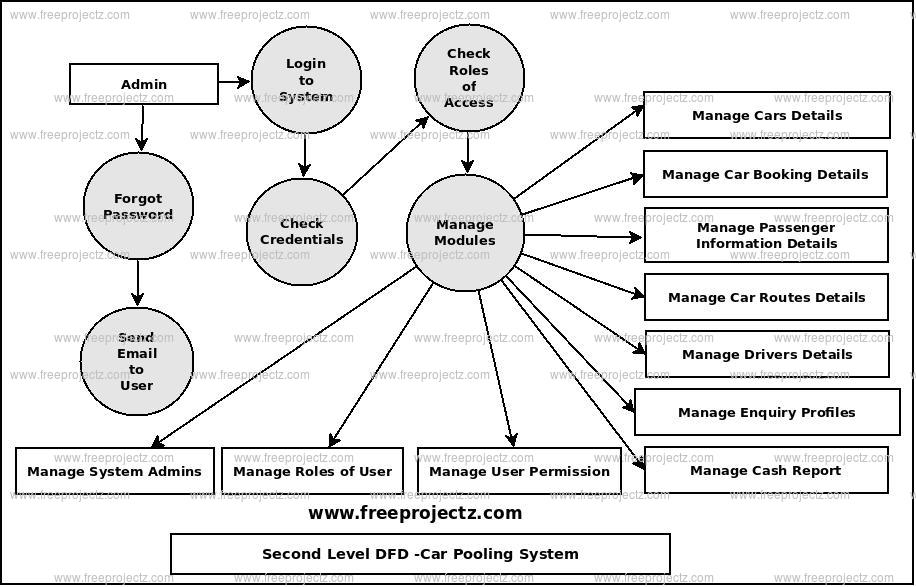 Admin
Login
to
System
Check
Roles
of
Access
Forgot
Password
Check
Credentials
Manage
Modules
Send
Email
to
User
Manage Cars Details
Manage Car Booking Details
Manage Passenger
Information Details
Manage Car Routes Details
Manage Drivers Details
Manage Enquiry Profiles
Manage Cash Report
Manage System Admins
Manage Roles of User
Manage User Permission
www.freeprojectz.com
Second Level DFD -Car Pooling System